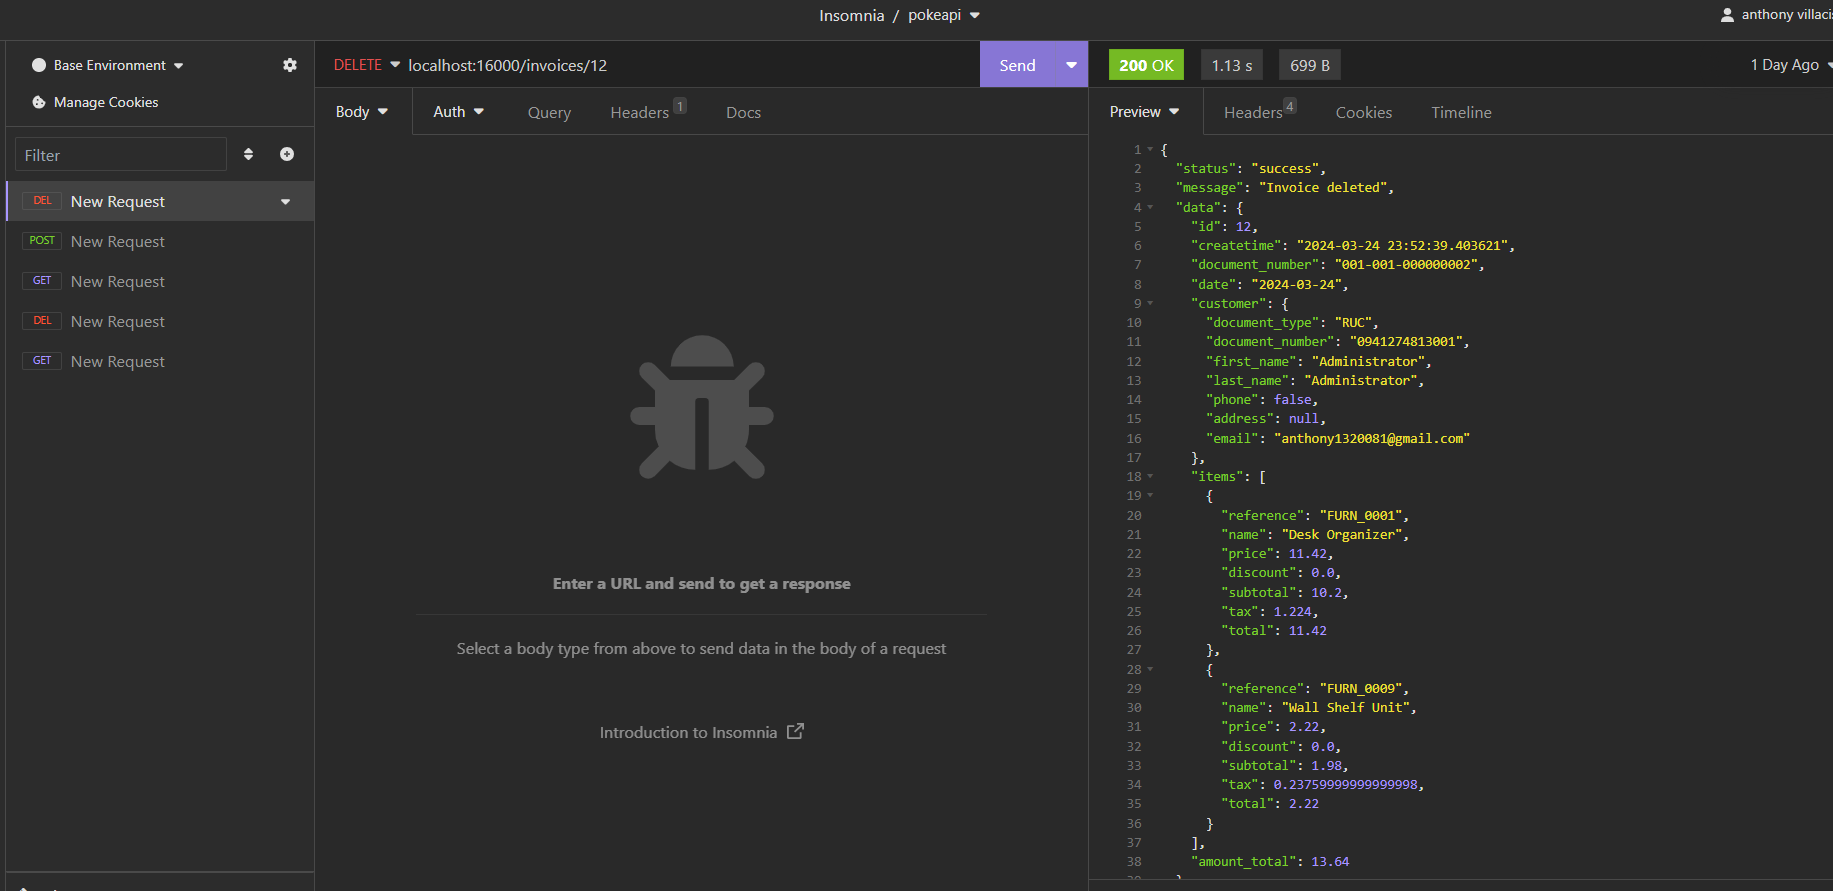 Insomnia / pokeapi
anthony villacis
Base Environment
Manage Cookies
Filter
DEL New Request
POST New Request
GET New Request
DEL New Request
GET New Request
DELETE localhost:16000/invoices/12
Send
Body Auth Query Headers 1 Docs
Enter a URL and send to get a response
Select a body type from above to send data in the body of a request
Introduction to Insomnia
200 OK 1.13 s 699 B 1 Day Ago
Preview Headers 4 Cookies Timeline
1 {
2 "status": "success",
3 "message": "Invoice deleted",
4 "data": {
5 "id": 12,
6 "createtime": "2024-03-24 23:52:39.403621",
7 "document_number": "001-001-000000002",
8 "date": "2024-03-24",
9 "customer": {
10 "document_type": "RUC",
11 "document_number": "0941274813001",
12 "first_name": "Administrator",
13 "last_name": "Administrator",
14 "phone": false,
15 "address": null,
16 "email": "anthony1320081@gmail.com"
17 },
18 "items": [
19 {
20 "reference": "FURN_0001",
21 "name": "Desk Organizer",
22 "price": 11.42,
23 "discount": 0.0,
24 "subtotal": 10.2,
25 "tax": 1.224,
26 "total": 11.42
27 },
28 {
29 "reference": "FURN_0009",
30 "name": "Wall Shelf Unit",
31 "price": 2.22,
32 "discount": 0.0,
33 "subtotal": 1.98,
34 "tax": 0.23759999999999998,
35 "total": 2.22
36 }
37 ],
38 "amount_total": 13.64